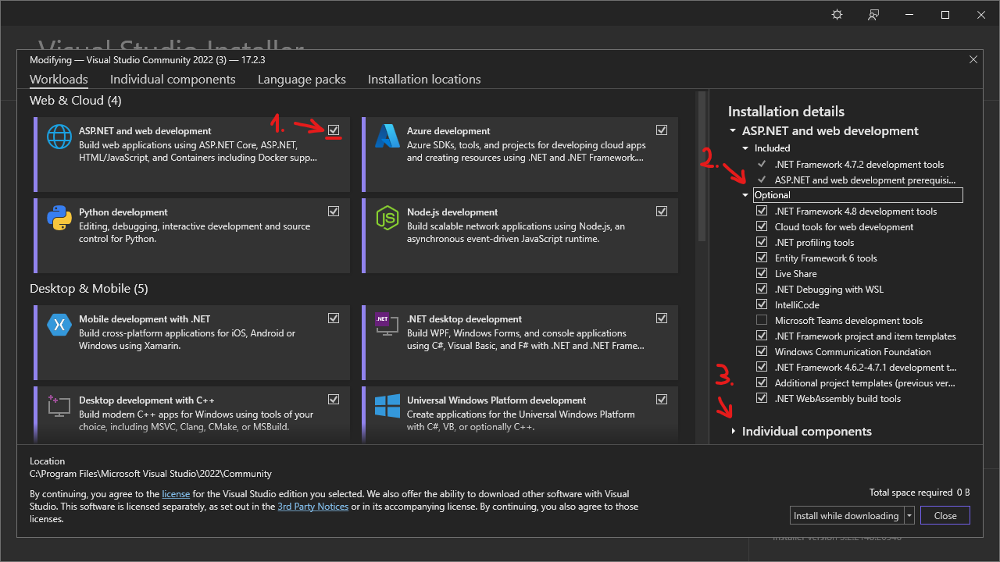 Visual Studio Installer
Modifying — Visual Studio Community 2022 (3) — 17.2.3
Workloads Individual components Language packs Installation locations
Web & Cloud (4)
ASP.NET and web development
Build web applications using ASP.NET Core, ASP.NET,
HTML/JavaScript, and Containers including Docker supp...
1.
Azure development
Azure SDKs, tools, and projects for developing cloud apps
and creating resources using .NET and .NET Framework....
Python development
Editing, debugging, interactive development and source
control for Python.
Node.js development
Build scalable network applications using Node.js, an
asynchronous event-driven JavaScript runtime.
Desktop & Mobile (5)
Mobile development with .NET
Build cross-platform applications for iOS, Android or
Windows using Xamarin.
.NET
.NET desktop development
Build WPF, Windows Forms, and console applications
using C#, Visual Basic, and F# with .NET and .NET Frame...
Desktop development with C++
Build modern C++ apps for Windows using tools of your
choice, including MSVC, Clang, CMake, or MSBuild.
Universal Windows Platform development
Create applications for the Universal Windows Platform
with C#, VB, or optionally C++.
Installation details
ASP.NET and web development
Included
.NET Framework 4.7.2 development tools
ASP.NET and web development prerequisi...
2.
Optional
.NET Framework 4.8 development tools
Cloud tools for web development
.NET profiling tools
Entity Framework 6 tools
Live Share
.NET Debugging with WSL
IntelliCode
Microsoft Teams development tools
.NET Framework project and item templates
Windows Communication Foundation
.NET Framework 4.6.2-4.7.1 development t...
Additional project templates (previous ver...
.NET WebAssembly build tools
3.
Individual components
Location
C:\Program Files\Microsoft Visual Studio\2022\Community
By continuing, you agree to the license for the Visual Studio edition you selected. We also offer the ability to download other software with Visual
Studio. This software is licensed separately, as set out in the 3rd Party Notices or in its accompanying license. By continuing, you also agree to those
licenses.
Total space required 0 B
Install while downloading Close